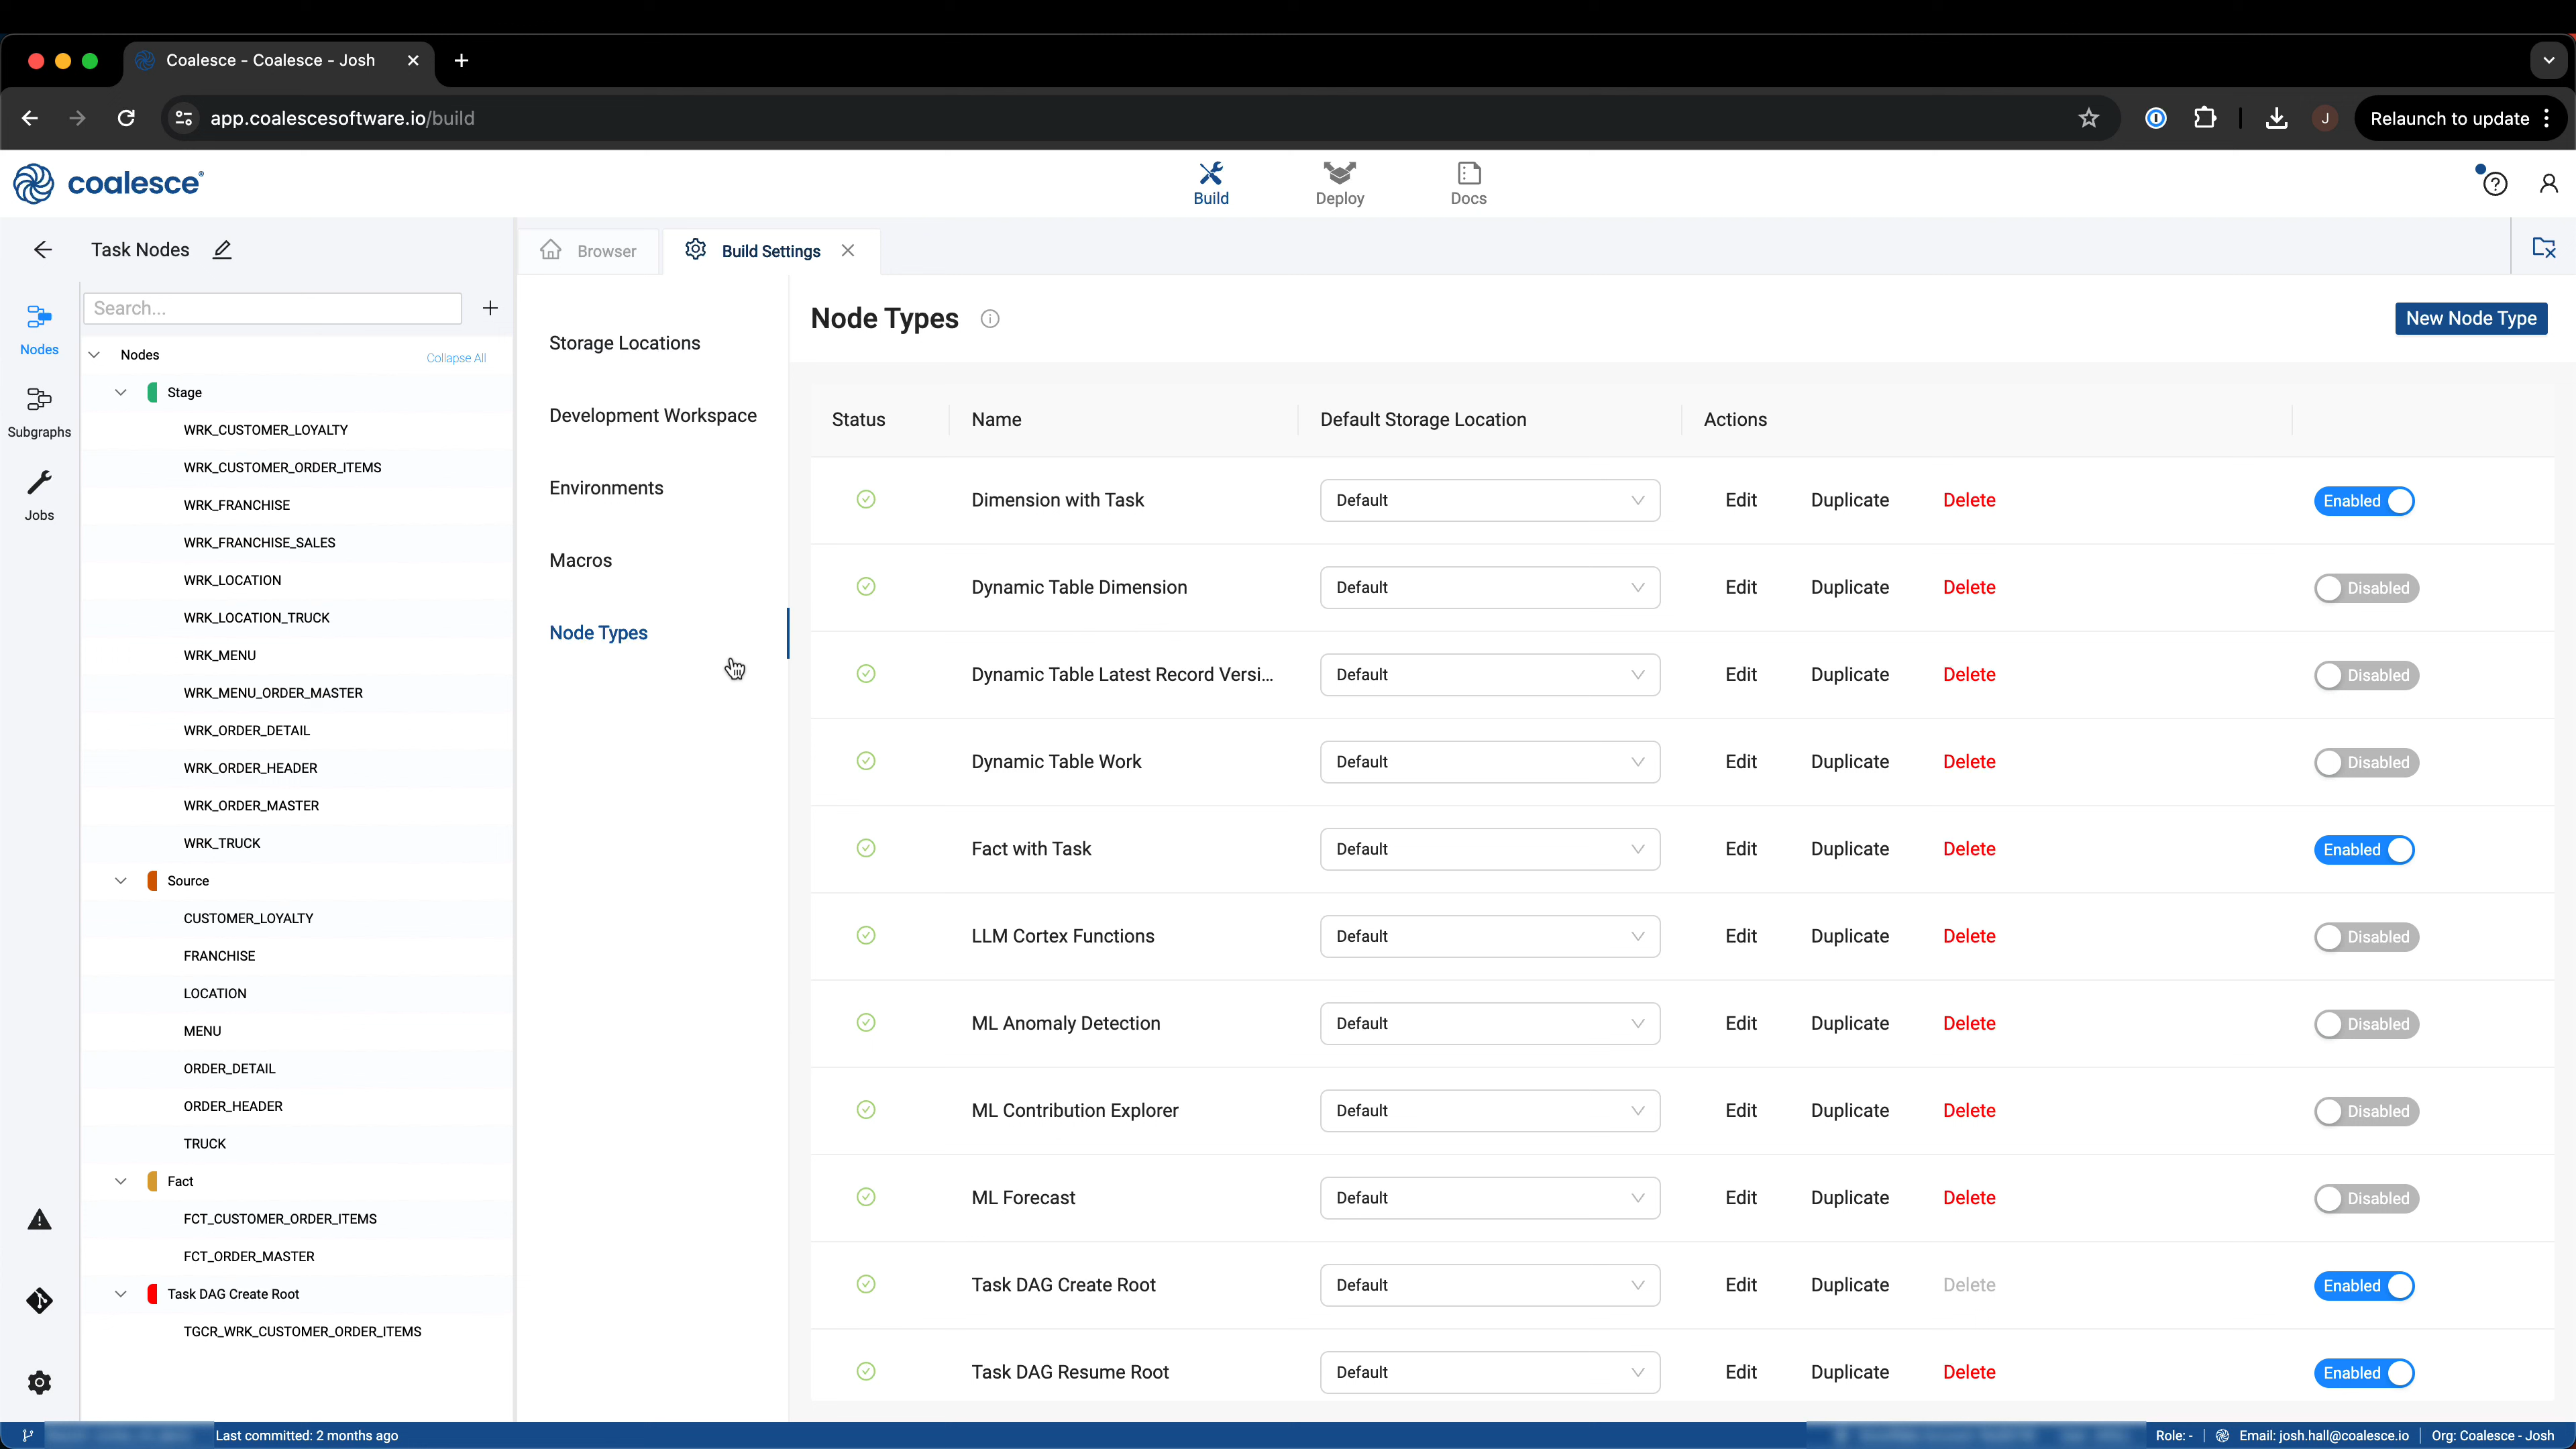 Coalesce - Coalesce - Josh
app.coalescesoftware.io/build
J
Relaunch to update
coalesce
Build
Deploy
Docs
Task Nodes
Browser
Build Settings
Search...
Nodes
Subgraphs
Jobs
Nodes
Collapse All
Stage
WRK_CUSTOMER_LOYALTY
WRK_CUSTOMER_ORDER_ITEMS
WRK_FRANCHISE
WRK_FRANCHISE_SALES
WRK_LOCATION
WRK_LOCATION_TRUCK
WRK_MENU
WRK_MENU_ORDER_MASTER
WRK_ORDER_DETAIL
WRK_ORDER_HEADER
WRK_ORDER_MASTER
WRK_TRUCK
Source
CUSTOMER_LOYALTY
FRANCHISE
LOCATION
MENU
ORDER_DETAIL
ORDER_HEADER
TRUCK
Fact
FCT_CUSTOMER_ORDER_ITEMS
FCT_ORDER_MASTER
Task DAG Create Root
TGCR_WRK_CUSTOMER_ORDER_ITEMS
Storage Locations
Development Workspace
Environments
Macros
Node Types
Node Types
New Node Type
Status Name Default Storage Location Actions
Dimension with Task Default Edit Duplicate Delete Enabled
Dynamic Table Dimension Default Edit Duplicate Delete Disabled
Dynamic Table Latest Record Versi... Default Edit Duplicate Delete Disabled
Dynamic Table Work Default Edit Duplicate Delete Disabled
Fact with Task Default Edit Duplicate Delete Enabled
LLM Cortex Functions Default Edit Duplicate Delete Disabled
ML Anomaly Detection Default Edit Duplicate Delete Disabled
ML Contribution Explorer Default Edit Duplicate Delete Disabled
ML Forecast Default Edit Duplicate Delete Disabled
Task DAG Create Root Default Edit Duplicate Delete Enabled
Task DAG Resume Root Default Edit Duplicate Delete Enabled
Last committed: 2 months ago
Role: -
Email: josh.hall@coalesce.io
Org: Coalesce - Josh